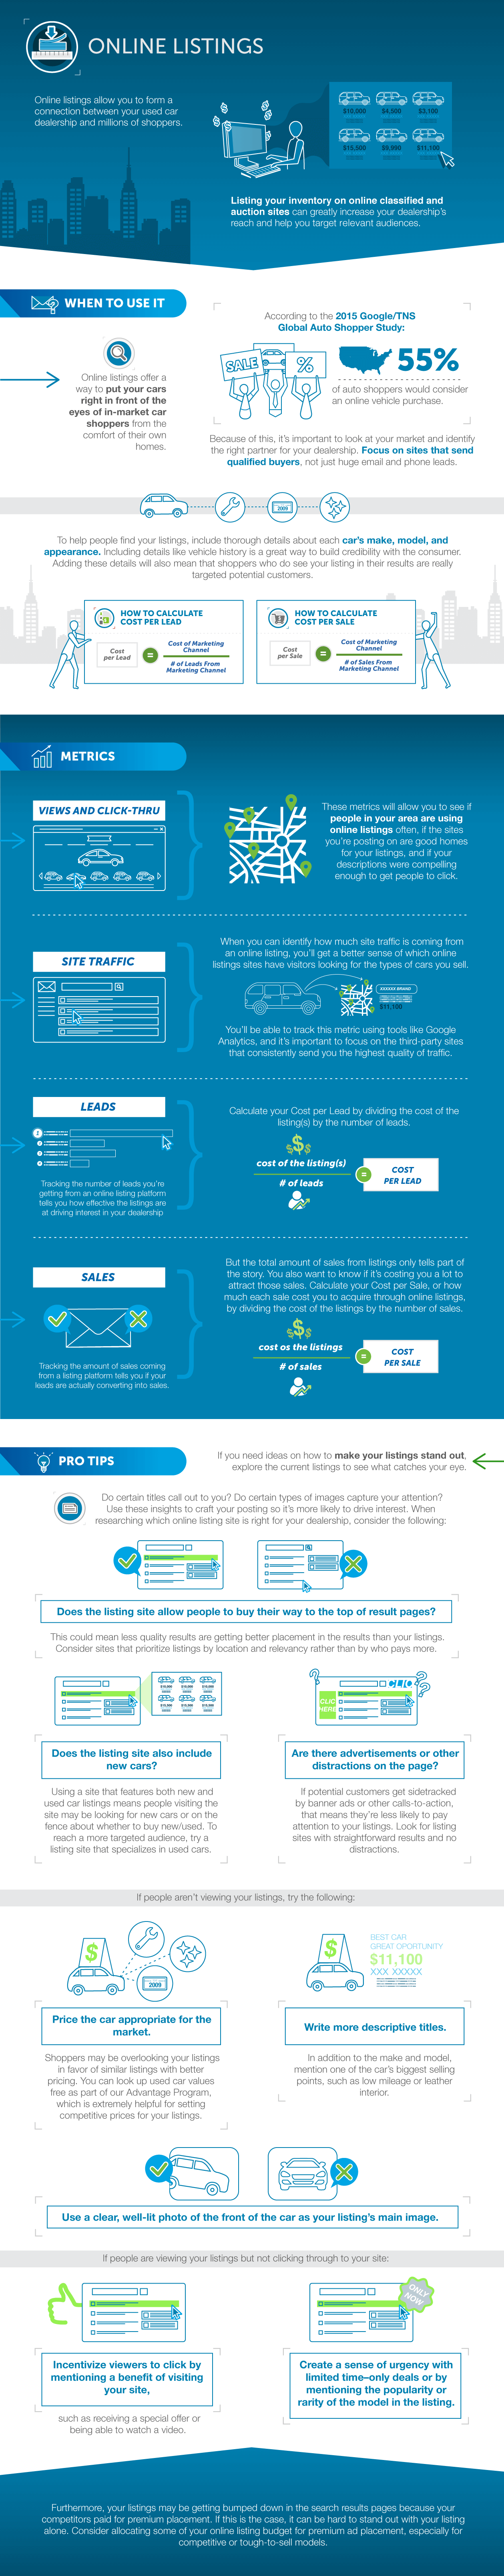 ONLINE LISTINGS
Online listings allow you to form a
connection between your used car
dealership and millions of shoppers.
$10,000 $4,500 $3,100
$15,500 $8,990 $11,100
Listing your inventory on online classified and
auction sites can greatly increase your dealership's
reach and help you target relevant audiences.
WHEN TO USE IT
Online listings offer a
way to put your cars
right in front of the
eyes of in-market car
shoppers from the
comfort of their own
homes.
According to the 2015 Google/TNS
Global Auto Shopper Study:
SALE %
55%
of auto shoppers would consider
an online vehicle purchase.
Because of this, it's important to look at your market and identify
the right partner for your dealership. Focus on sites that send
qualified buyers, not just huge email and phone leads.
2009
To help people find your listings, include thorough details about each car's make, model, and
appearance. Including details like vehicle history is a great way to build credibility with the consumer.
Adding these details will also mean that shoppers who do see your listing in their results are really
targeted potential customers.
HOW TO CALCULATE
COST PER LEAD
Cost
per Lead
=
Cost of Marketing
Channel
# of Leads From
Marketing Channel
HOW TO CALCULATE
COST PER SALE
Cost
per Sale
=
Cost of Marketing
Channel
# of Sales From
Marketing Channel
METRICS
VIEWS AND CLICK-THRU
These metrics will allow you to see if
people in your area are using
online listings often, if the sites
you're posting on are good homes
for your listings, and if your
descriptions were compelling
enough to get people to click.
SITE TRAFFIC
When you can identify how much site traffic is coming from
an online listing, you'll get a better sense of which online
listings sites have visitors looking for the types of cars you sell.
XXXXX BRAND
$11,100
You'll be able to track this metric using tools like Google
Analytics, and it's important to focus on the third-party sites
that consistently send you the highest quality of traffic.
LEADS
Tracking the number of leads you're
getting from an online listing platform
tells you how effective the listings are
at driving interest in your dealership
Calculate your Cost per Lead by dividing the cost of the
listing(s) by the number of leads.
$$$
cost of the listing(s)
# of leads
=
COST
PER LEAD
SALES
Tracking the amount of sales coming
from a listing platform tells you if your
leads are actually converting into sales.
But the total amount of sales from listings only tells part of
the story. You also want to know if it's costing you a lot to
attract those sales. Calculate your Cost per Sale, or how
much each sale cost you to acquire through online listings,
by dividing the cost of the listings by the number of sales.
$$$
cost os the listings
# of sales
=
COST
PER SALE
PRO TIPS
If you need ideas on how to make your listings stand out,
explore the current listings to see what catches your eye.
Do certain titles call out to you? Do certain types of images capture your attention?
Use these insights to craft your posting so it's more likely to draw interest. When
researching which online listing site is right for your dealership, consider the following:
Does the listing site allow people to buy their way to the top of result pages?
This could mean less quality results are getting better placement in the results than your listings.
Consider sites that prioritize listings by location and relevancy rather than by who pays more.
CLIC
CLIC
HERE
Does the listing site also include
new cars?
Using a site that features both new and
used car listings means people visiting the
site may be looking for new cars or on the
fence about whether to buy new/used. To
reach a more targeted audience, try a
listing site that specializes in used cars.
Are there advertisements or other
distractions on the page?
If potential customers get sidetracked
by banner ads or other calls-to-action,
that means they're less likely to pay
attention to your listings. Look for listing
sites with straightforward results and no
distractions.
If people aren't viewing your listings, try the following:
$
2009
Price the car appropriate for the
market.
Shoppers may be overlooking your listings
in favor of similar listings with better
pricing. You can look up used car values
free as part of our Advantage Program,
which is extremely helpful for setting
competitive prices for your listings.
$
BEST CAR
GREAT OPORTUNITY
$11,100
XXX XXXXX
Write more descriptive titles.
In addition to the make and model,
mention one of the car's biggest selling
points, such as low mileage or leather
interior.
Use a clear, well-lit photo of the front of the car as your listing's main image.
If people are viewing your listings but not clicking through to your site:
Incentivize viewers to click by
mentioning a benefit of visiting
your site,
such as receiving a special offer or
being able to watch a video.
ONLY
NOW
Create a sense of urgency with
limited time–only deals or by
mentioning the popularity or
rarity of the model in the listing.
Furthermore, your listings may be getting bumped down in the search results pages because your
competitors paid for premium placement. If this is the case, it can be hard to stand out with your listing
alone. Consider allocating some of your online listing budget for premium ad placement, especially for
competitive or tough-to-sell models.